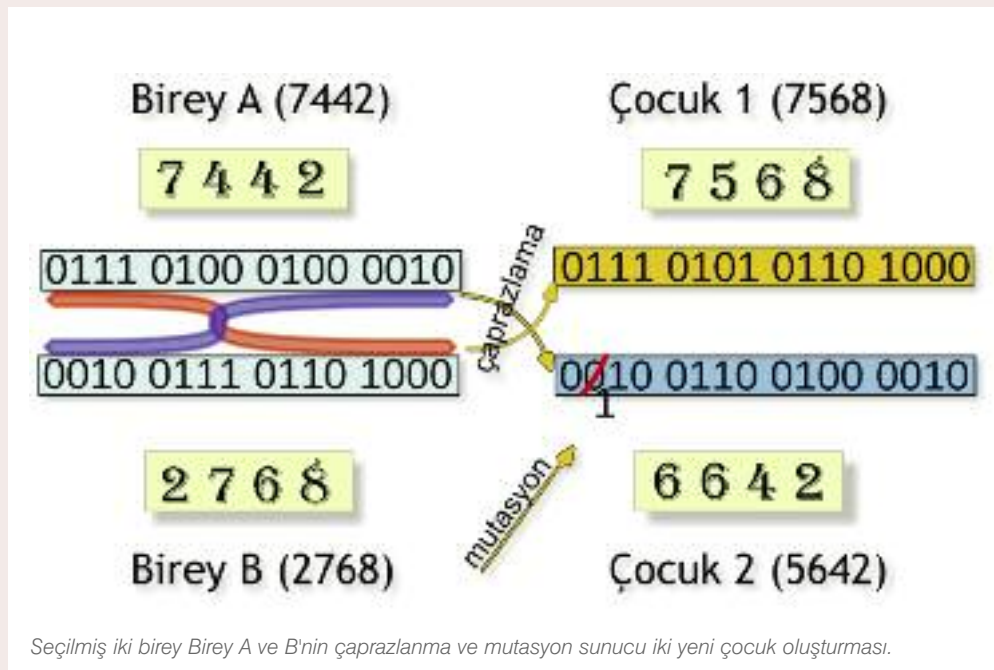 Birey A (7442)
7 4 4 2
0111 0100 0100 0010
0010 0111 0110 1000
2 7 6 8
Birey B (2768)
çaprazlama
mutasyon
Çocuk 1 (7568)
7 5 6 8
0111 0101 0110 1000
0010 0110 0100 0010
1
6 6 4 2
Çocuk 2 (5642)
Seçilmiş iki birey Birey A ve B'nin çaprazlanma ve mutasyon sunucu iki yeni çocuk oluşturması.